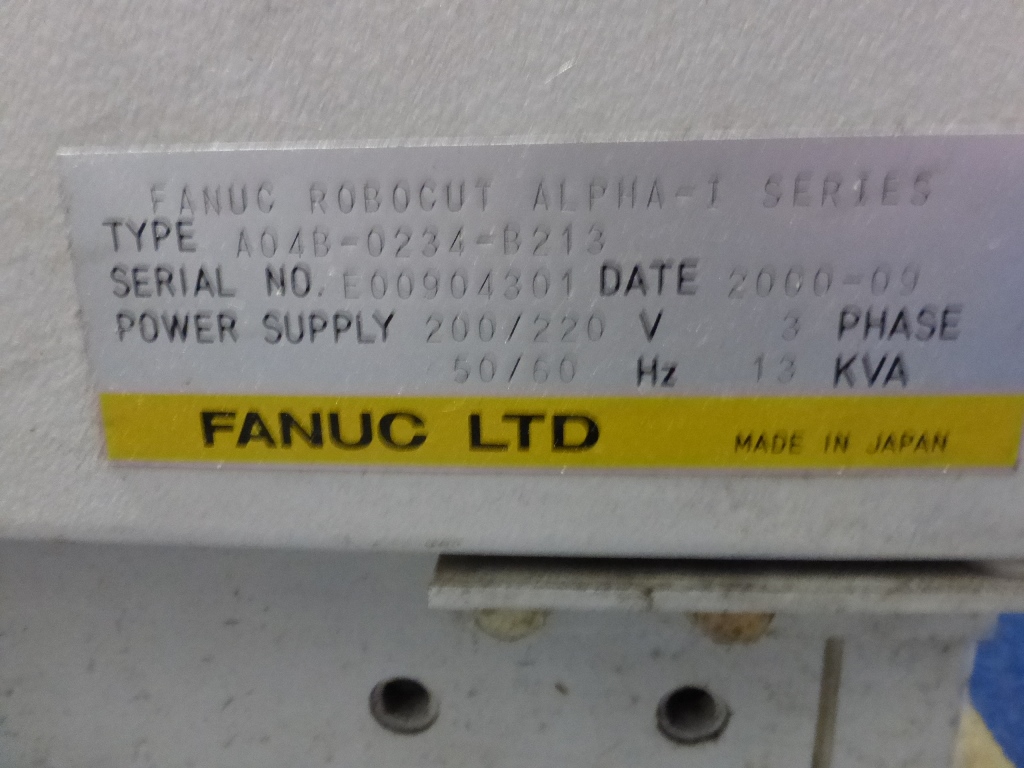 FANUC ROBOCUT ALPHA-I SERIES
TYPE A04B-0234-B213
SERIAL NO. E00904301 DATE 2000-09
POWER SUPPLY 200/220 V 3 PHASE
50/60 Hz 13 KVA
FANUC LTD MADE IN JAPAN